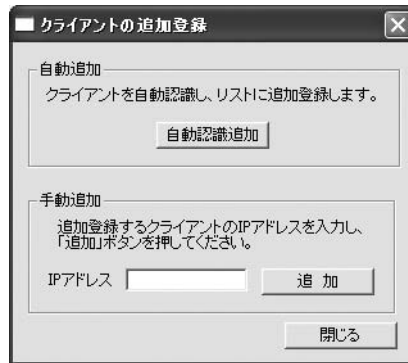 クライアントの追加登録
自動追加
クライアントを自動認識し、リストに追加登録します。
自動認識追加
手動追加
追加登録するクライアントのIPアドレスを入力し、
「追加」ボタンを押してください。
IPアドレス
追 加
閉じる